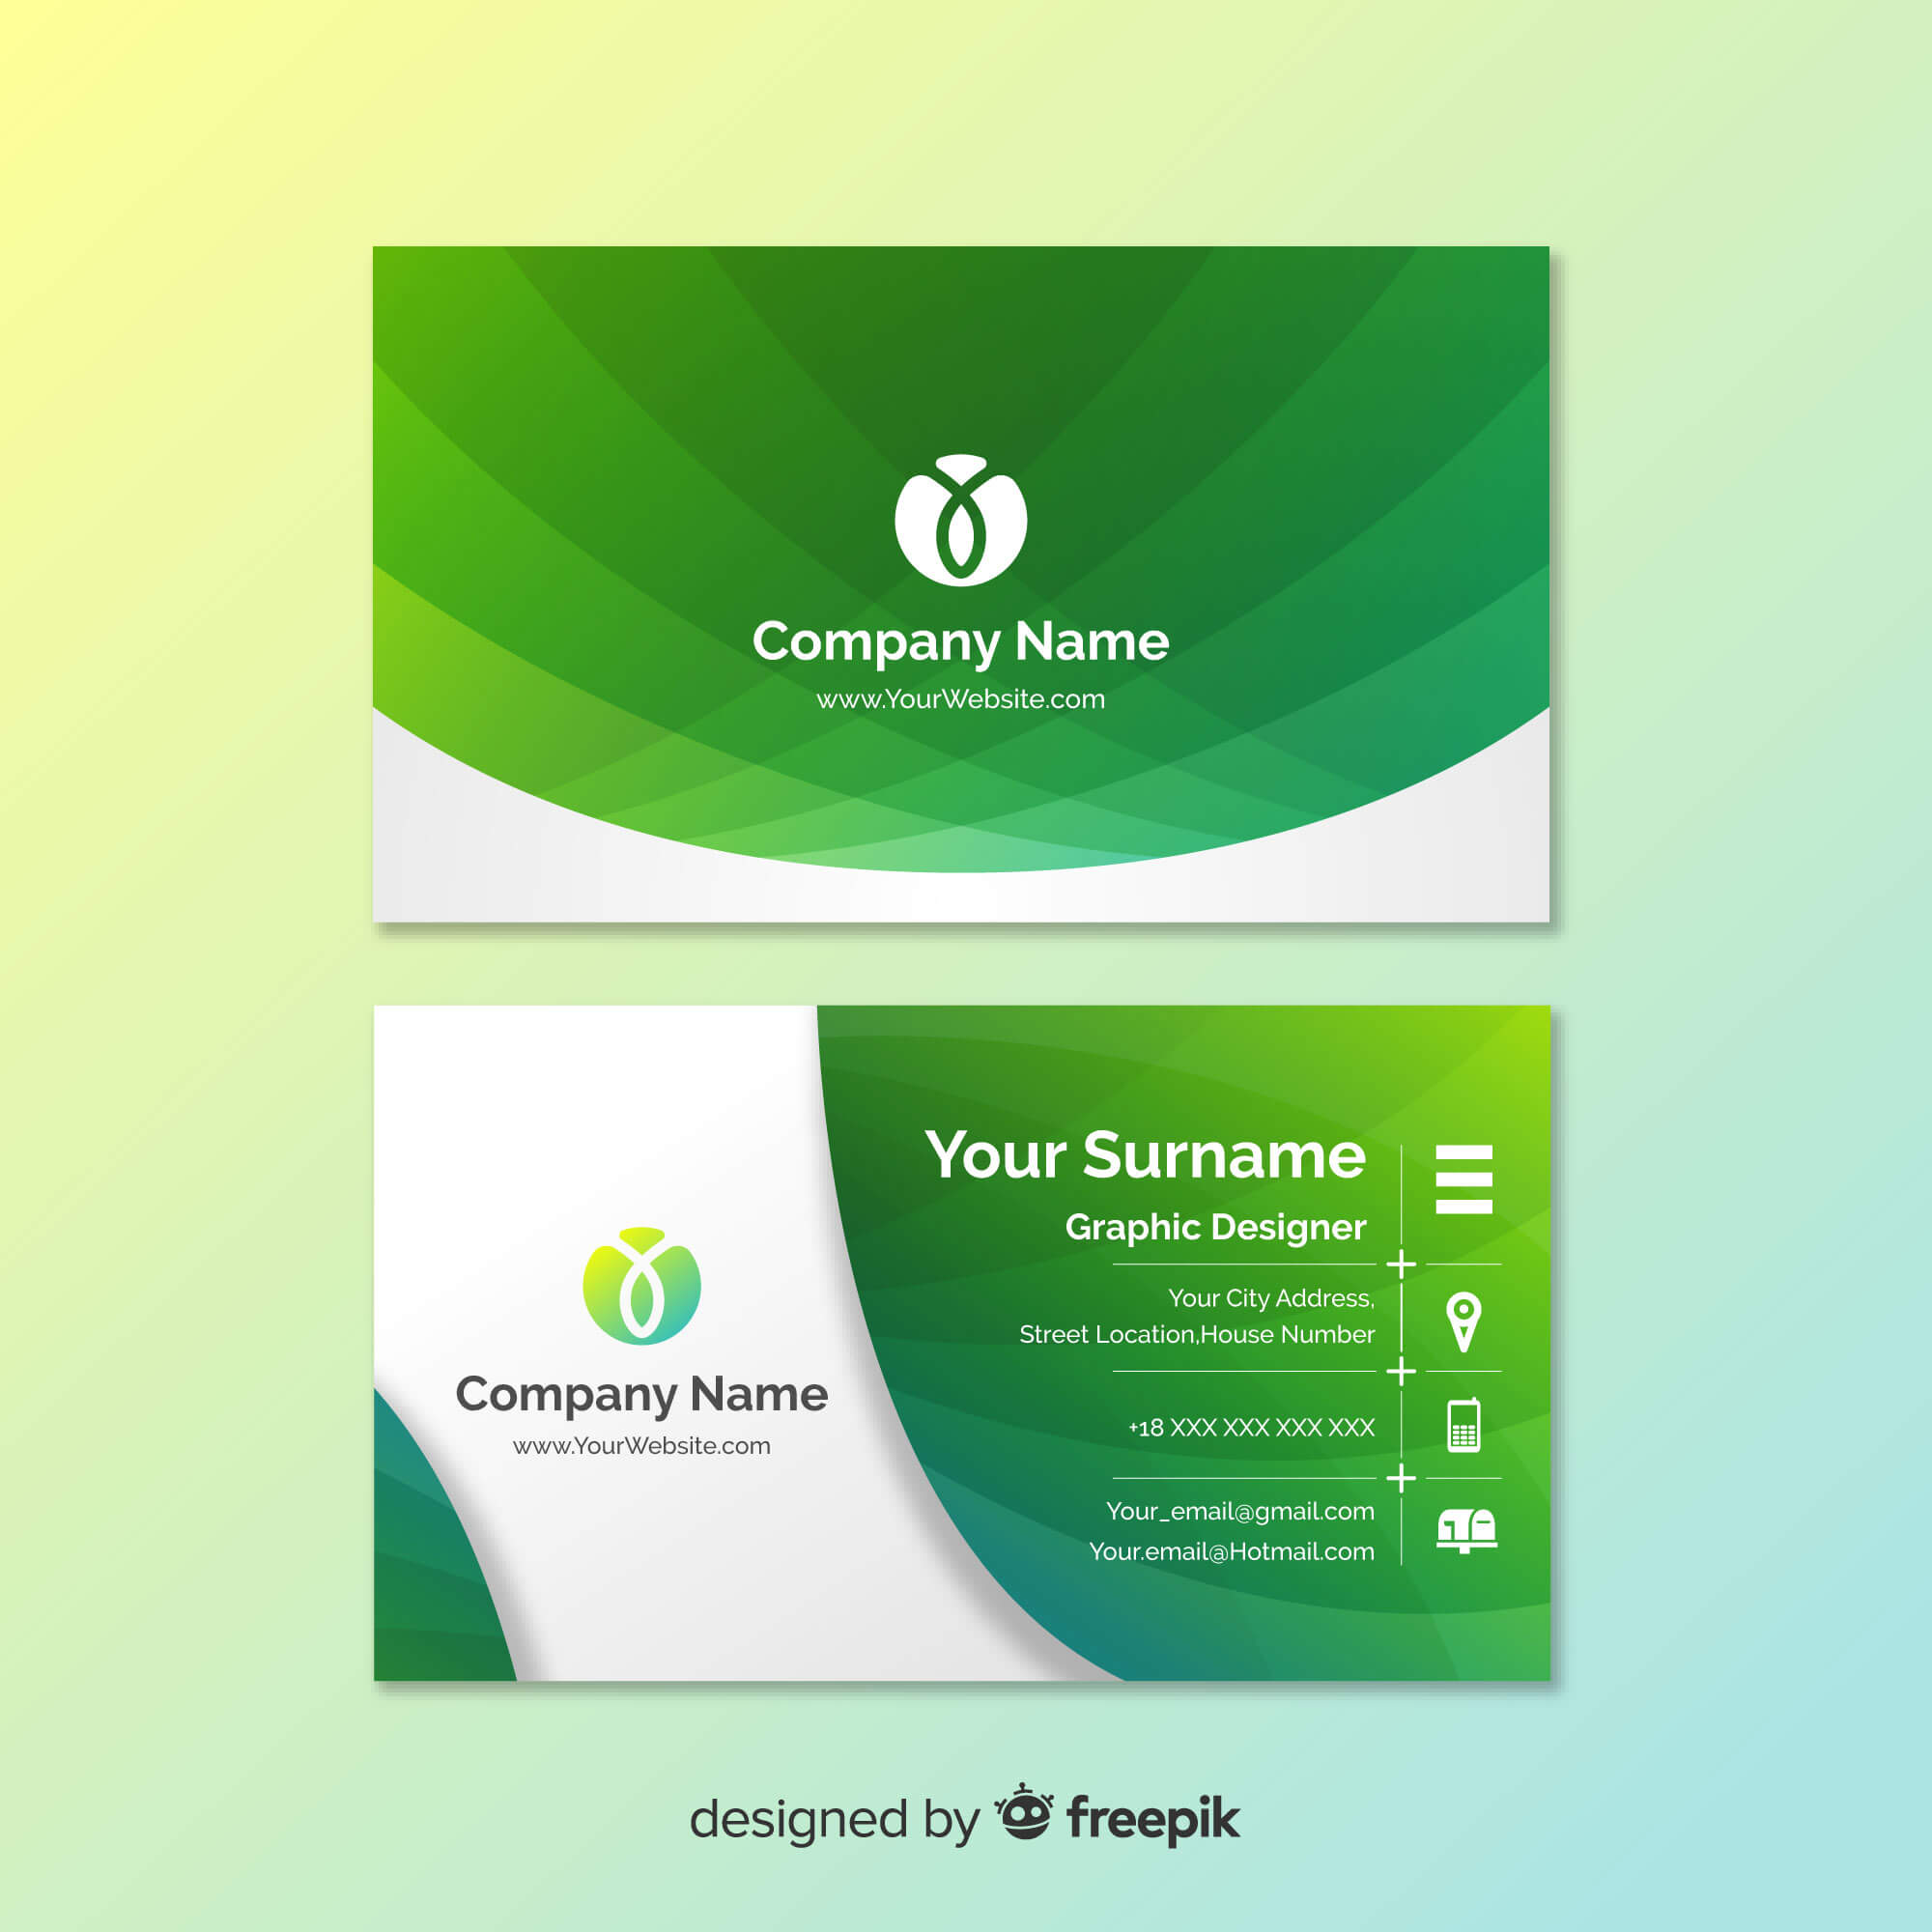 Company Name
www.YourWebsite.com
Your Surname
Graphic Designer
Your City Address,
Street Location,House Number
+18 XXX XXX XXX XXX
Your_email@gmail.com
Your.email@Hotmail.com
Company Name
www.YourWebsite.com
designed by freepik